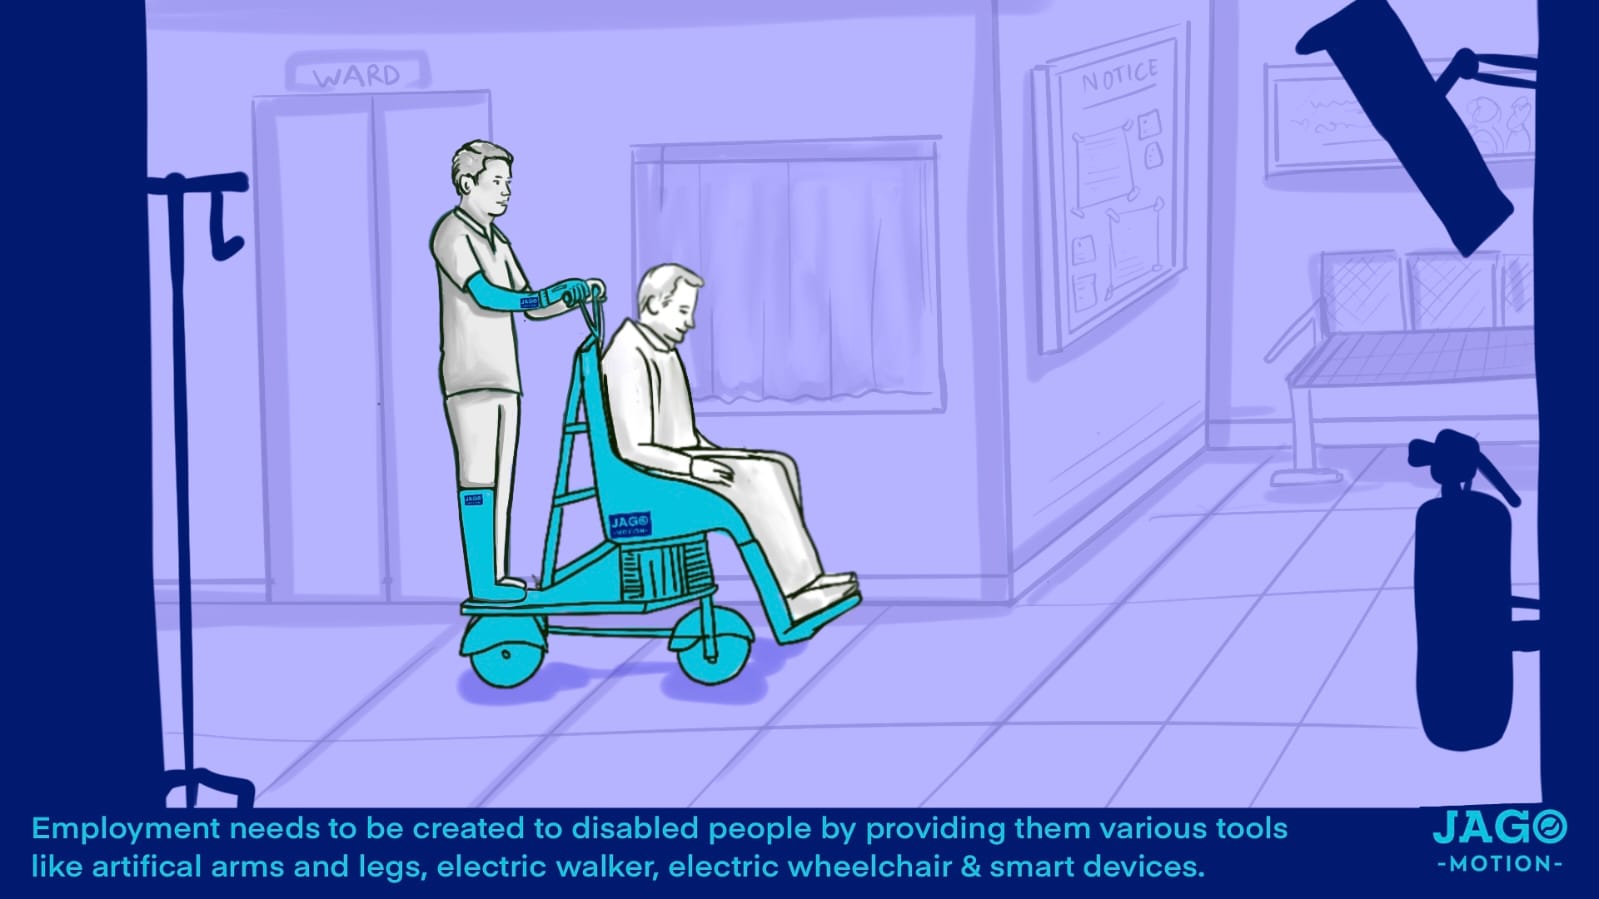 WARD
NOTICE
JAGO
JAGO
JAGO
-MOTION-
Employment needs to be created to disabled people by providing them various tools
like artifical arms and legs, electric walker, electric wheelchair & smart devices.
JAGO
-MOTION-